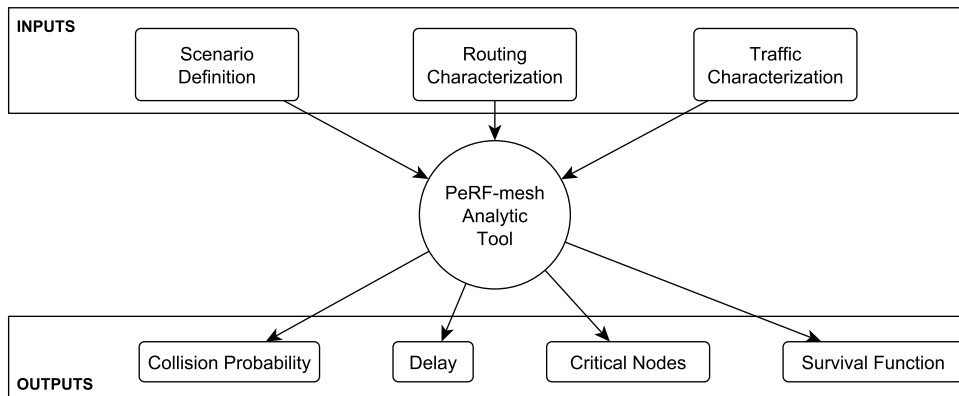 INPUTS
Scenario
Definition
Routing
Characterization
Traffic
Characterization
PeRF-mesh
Analytic
Tool
Collision Probability
Delay
Critical Nodes
Survival Function
OUTPUTS